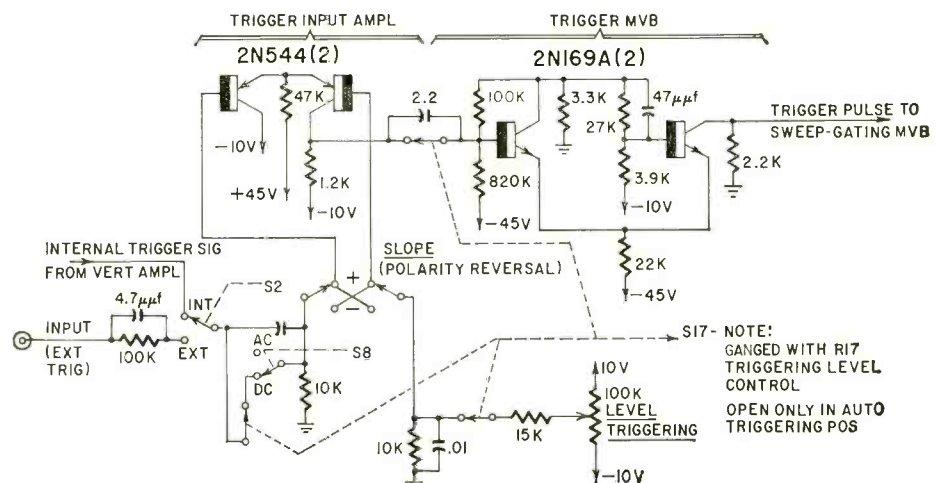 TRIGGER INPUT AMPL
TRIGGER MVB
2N544(2)
2N169A(2)
47K
2.2
100K
3.3K
47μμf
27K
TRIGGER PULSE TO
SWEEP-GATING MVB
-10V
+45V
1.2K
-10V
820K
-45V
3.9K
-10V
2.2K
22K
-45V
INTERNAL TRIGGER SIG
FROM VERT AMPL
SLOPE
(POLARITY REVERSAL)
+
-
4.7μμf
INT
S2
INPUT
(EXT
TRIG)
100K
EXT
AC
S8
DC
10K
S17- NOTE:
GANGED WITH R17
TRIGGERING LEVEL
CONTROL
OPEN ONLY IN AUTO
TRIGGERING POS
10V
100K
LEVEL
TRIGGERING
15K
10K
.01
-10V